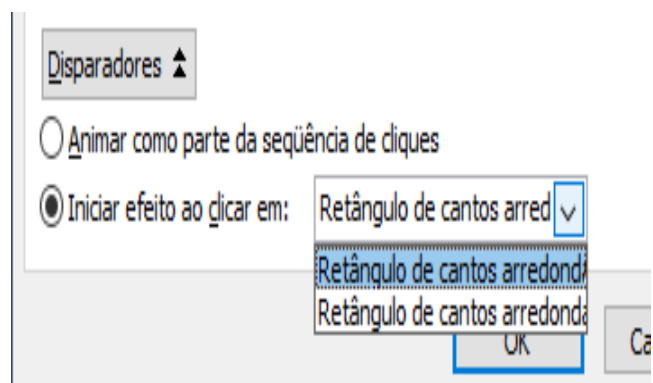 Disparadores
Animar como parte da seqüência de cliques
Iniciar efeito ao clicar em: Retângulo de cantos arred
Retângulo de cantos arredond
Retângulo de cantos arredonda
OK
Ca